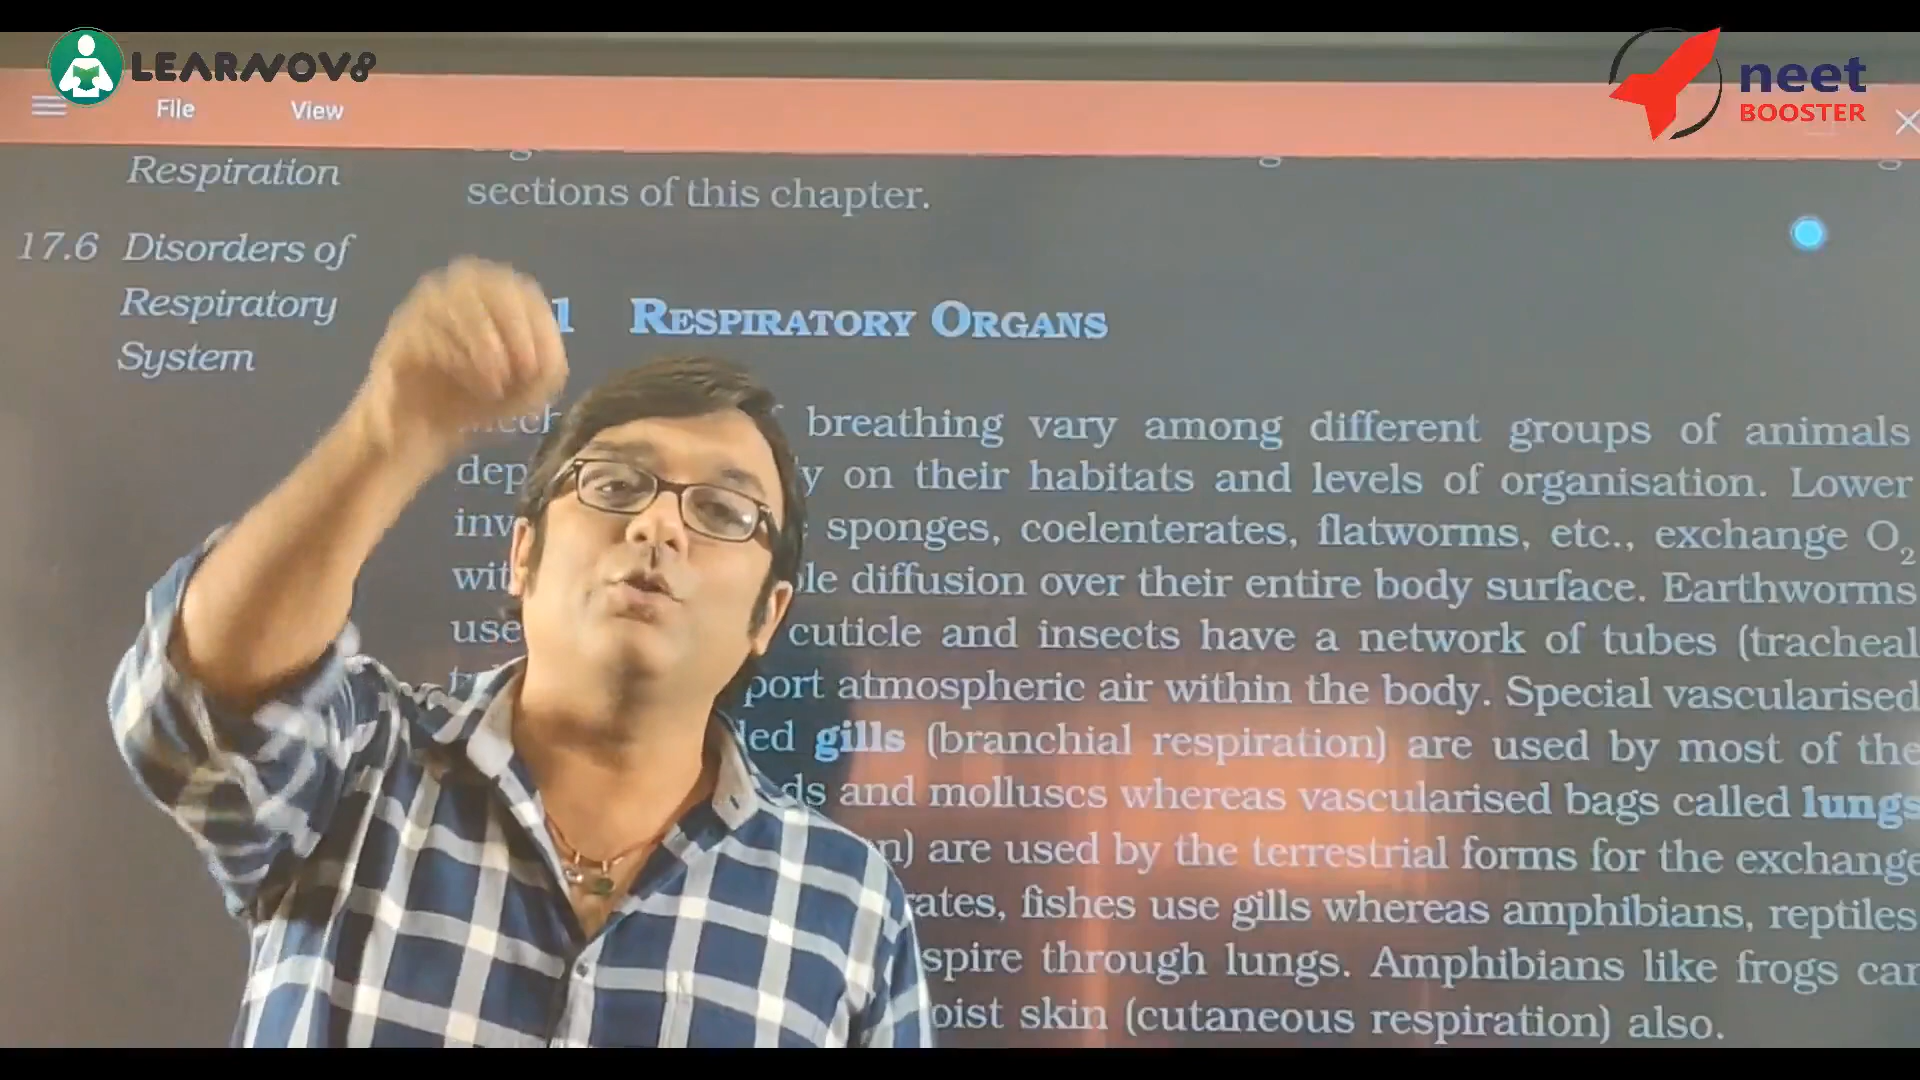 LEARNOV8
neet
BOOSTER
File View
Respiration
sections of this chapter.
17.6 Disorders of
Respiratory
System
1 RESPIRATORY ORGANS
breathing vary among different groups of animals
dep y on their habitats and levels of organisation. Lower
inv sponges, coelenterates, flatworms, etc., exchange O2
wit le diffusion over their entire body surface. Earthworms
use cuticle and insects have a network of tubes (tracheal
port atmospheric air within the body. Special vascularised
led gills (branchial respiration) are used by most of the
ds and molluscs whereas vascularised bags called lungs
n) are used by the terrestrial forms for the exchange
rates, fishes use gills whereas amphibians, reptiles
spire through lungs. Amphibians like frogs can
oist skin (cutaneous respiration) also.